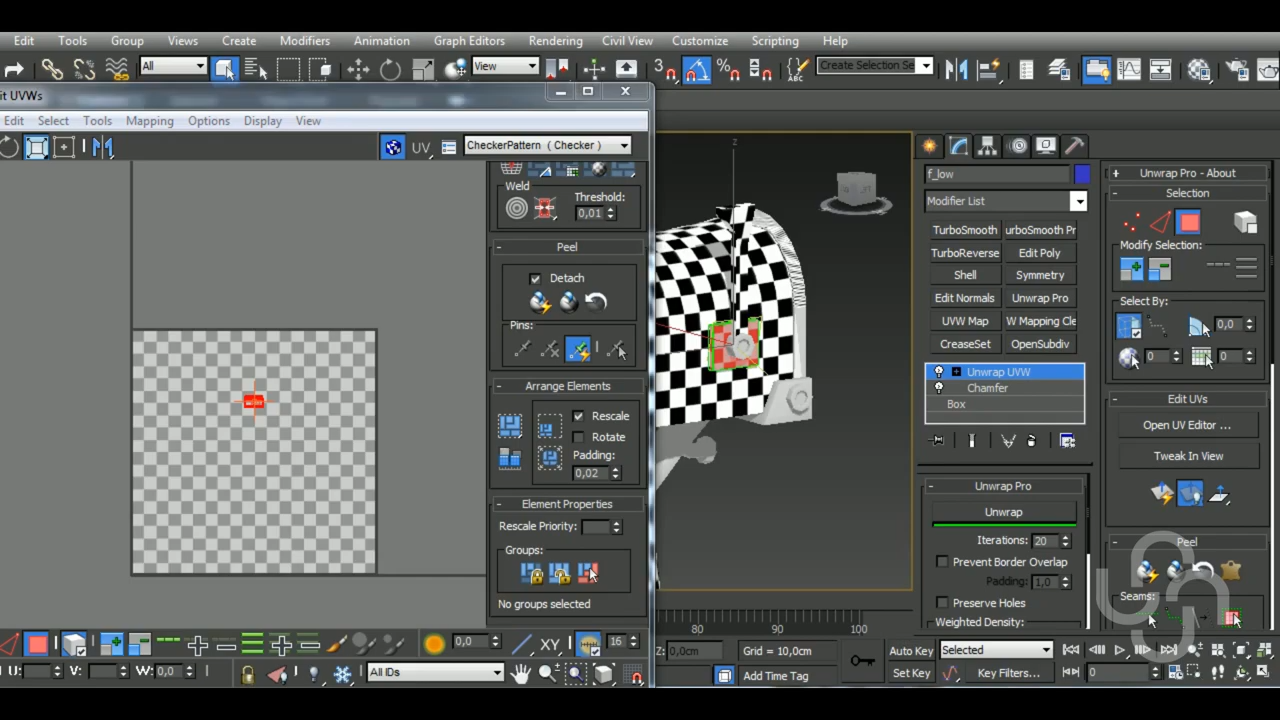 Edit Tools Group Views Create Modifiers Animation Graph Editors Rendering Civil View Customize Scripting Help
All View 3 % ABC Create Selection Se
it UVWs
Edit Select Tools Mapping Options Display View
UV CheckerPattern ( Checker )
Weld
Threshold:
0,01
Peel
Detach
Pins:
Arrange Elements
Rescale
Rotate
Padding:
0,02
Element Properties
Rescale Priority:
Groups:
No groups selected
0,0 XY 16
U: V: W: 0,0 All IDs
z
80 90 100
Z: 0,0cm Grid = 10,0cm
Add Time Tag
Auto Key Selected
Set Key Key Filters... 0
f_low
Modifier List
TurboSmooth urboSmooth Pr
TurboReverse Edit Poly
Shell Symmetry
Edit Normals Unwrap Pro
UVW Map W Mapping Cle
CreaseSet OpenSubdiv
Unwrap UVW
Chamfer
Box
Unwrap Pro
Unwrap
Iterations: 20
Prevent Border Overlap
Padding: 1,0
Preserve Holes
Weighted Density:
+ Unwrap Pro - About
Selection
Modify Selection:
Select By:
0,0
0 0
Edit UVs
Open UV Editor ...
Tweak In View
Peel
Seams: